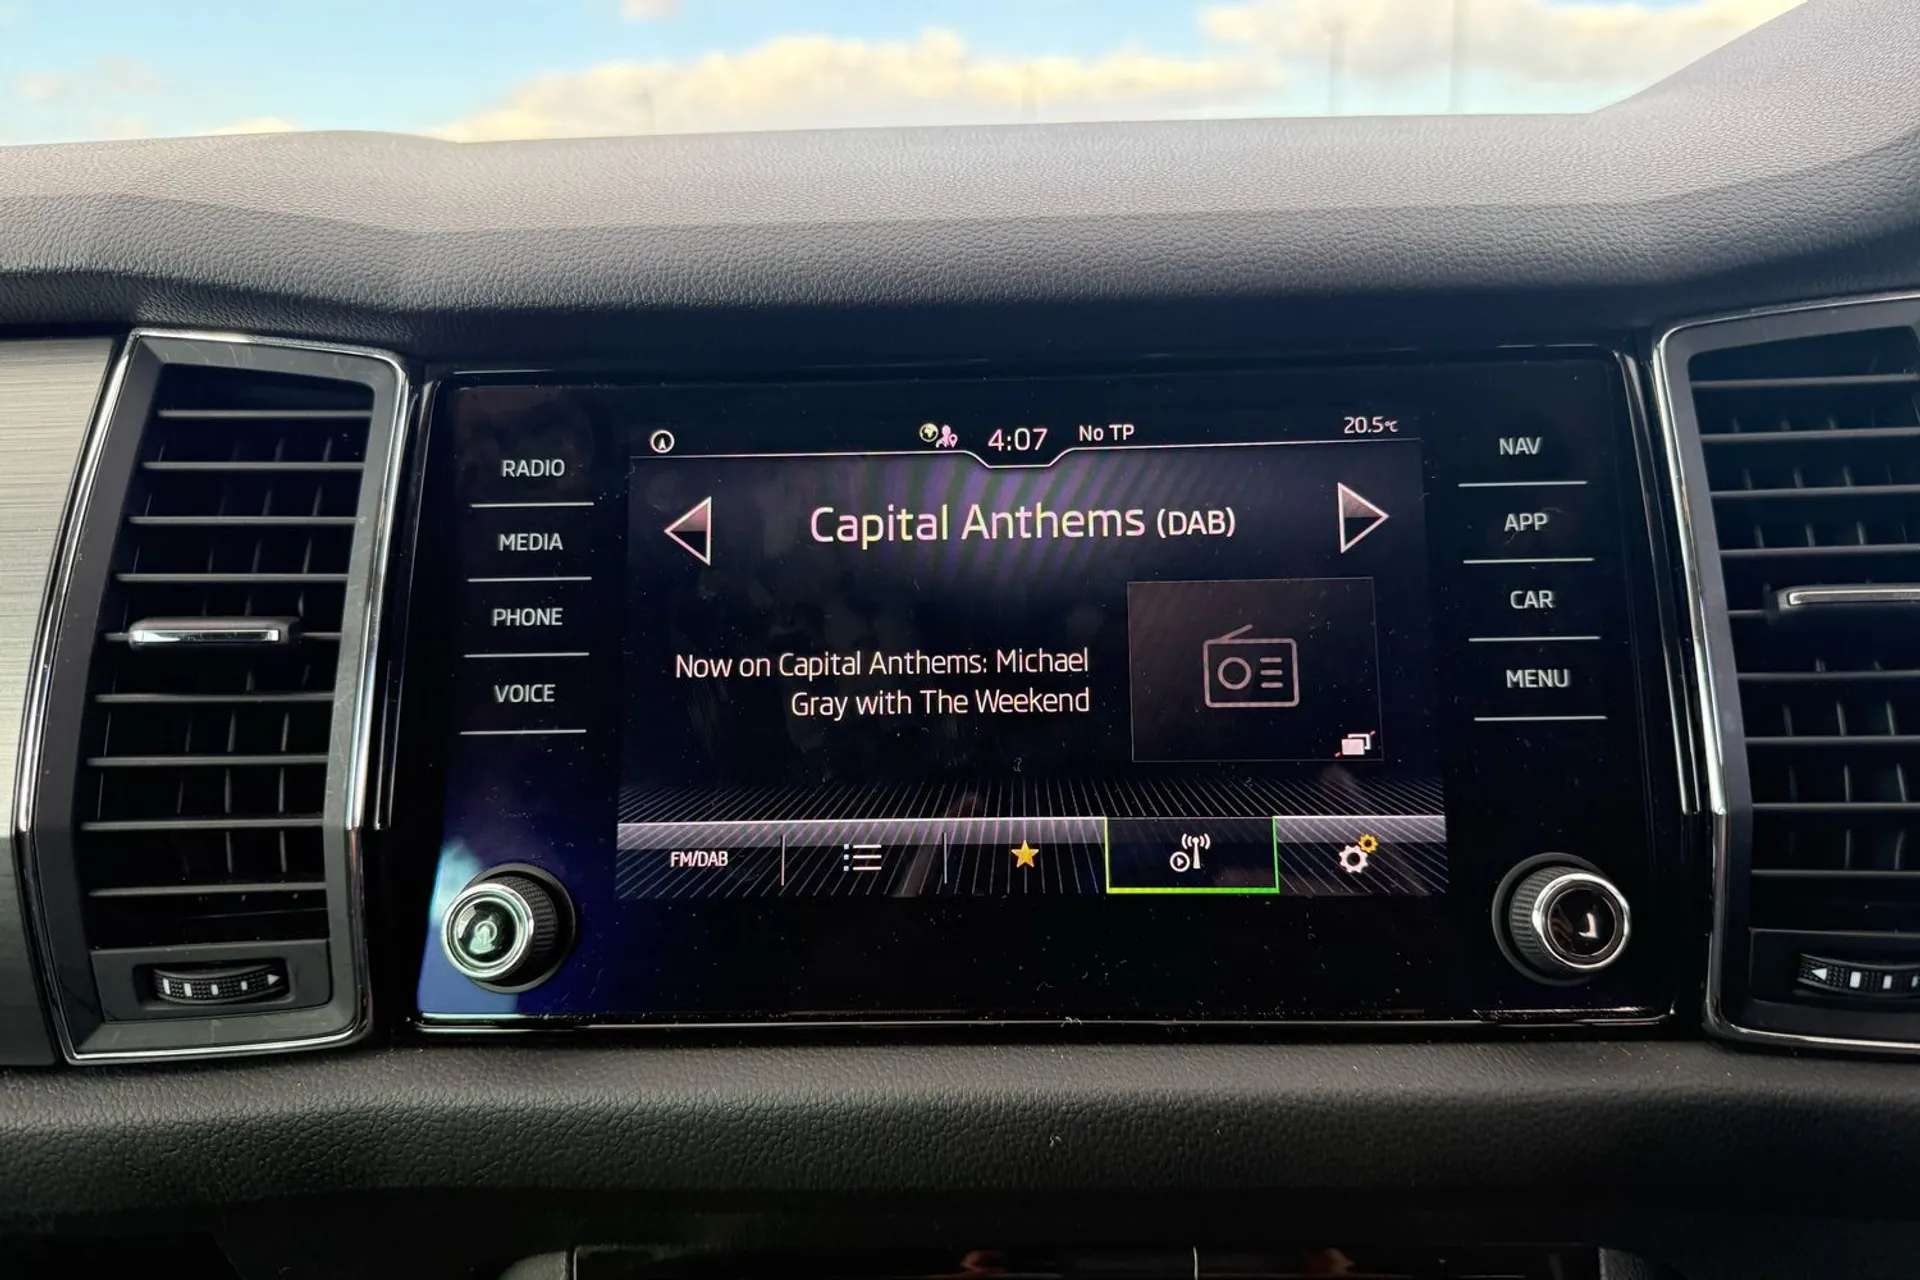 4:07 No TP 20.5°C
RADIO
MEDIA
PHONE
VOICE
Capital Anthems (DAB)
Now on Capital Anthems: Michael
Gray with The Weekend
FM/DAB
NAV
APP
CAR
MENU